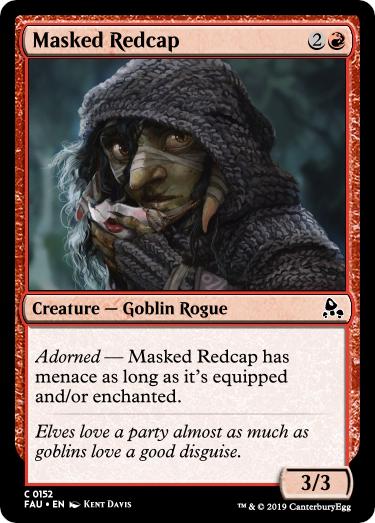 Masked Redcap 2
Creature — Goblin Rogue
Adorned — Masked Redcap has
menace as long as it's equipped
and/or enchanted.
Elves love a party almost as much as
goblins love a good disguise.
3/3
C 0152
FAU • EN Kent Davis
™ & © 2019 CanterburyEgg